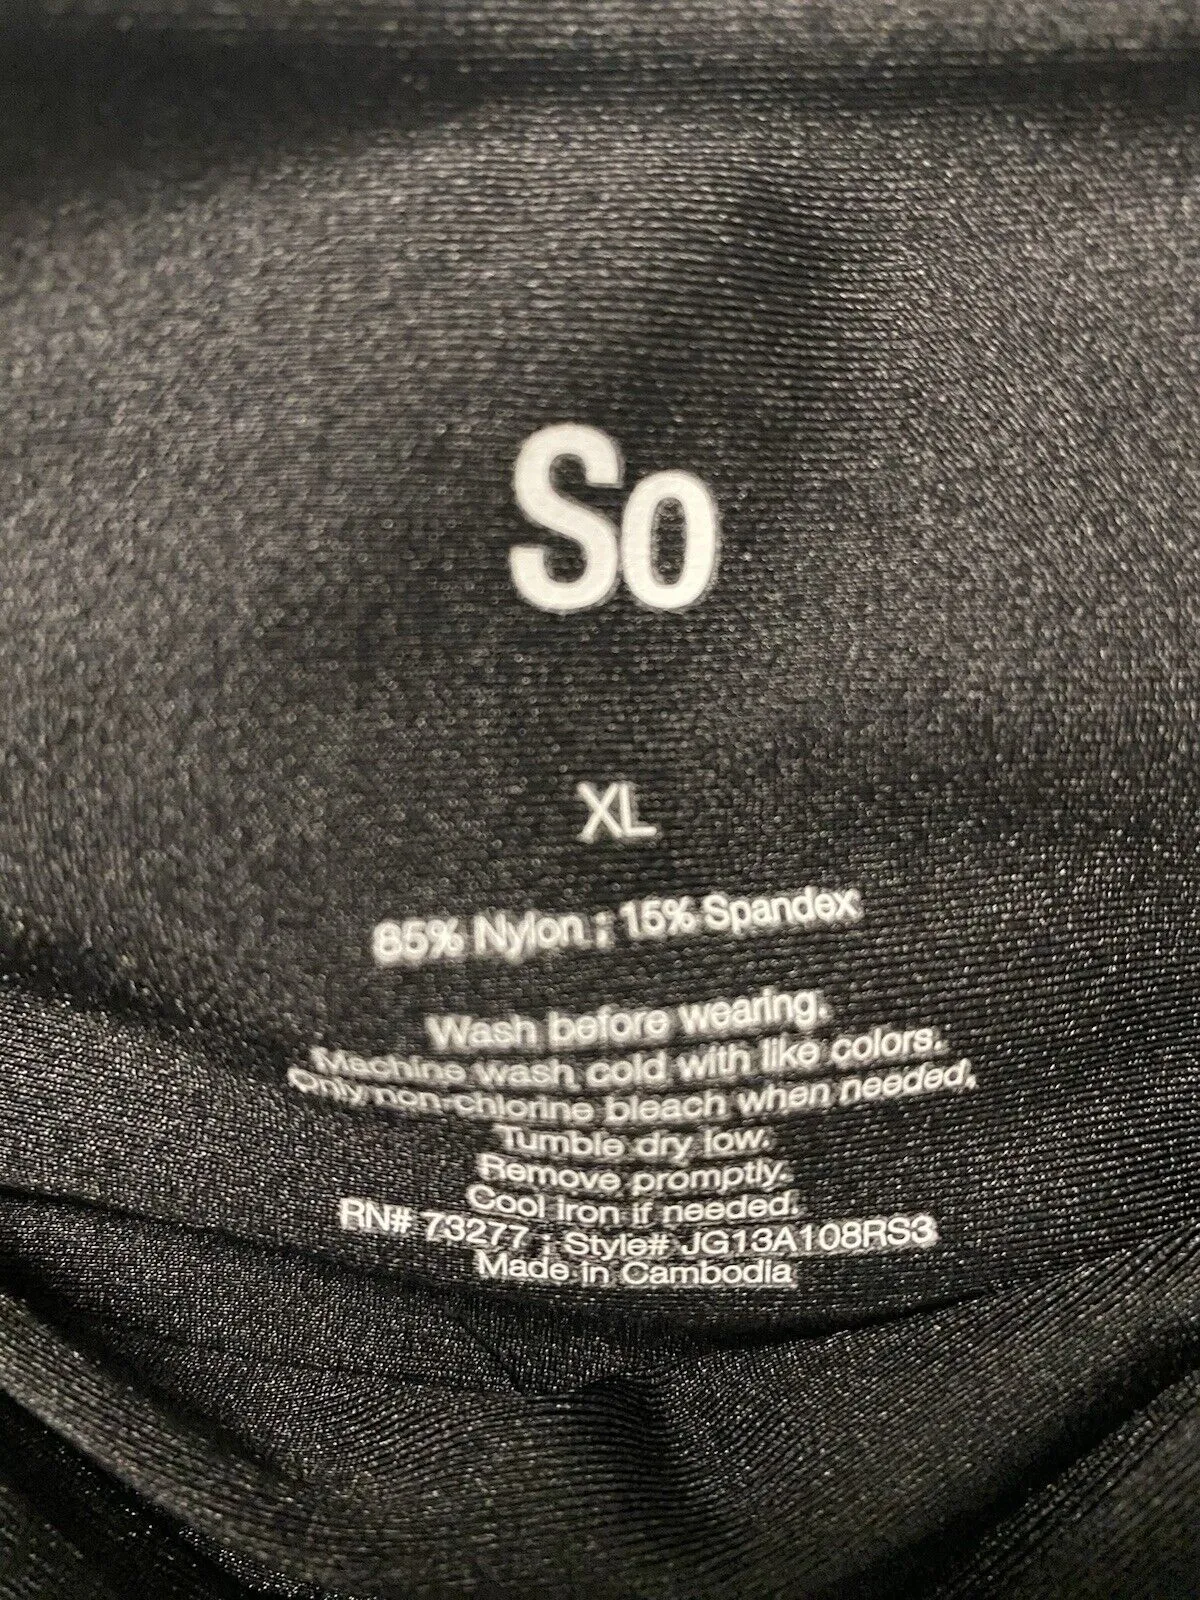 So
XL
85% Nylon ; 15% Spandex
Wash before wearing.
Machine wash cold with like colors.
Only non-chlorine bleach when needed.
Tumble dry low.
Remove promptly.
Cool Iron if needed.
RN# 73277 ; Style# JG13A108RS3
Made in Cambodia